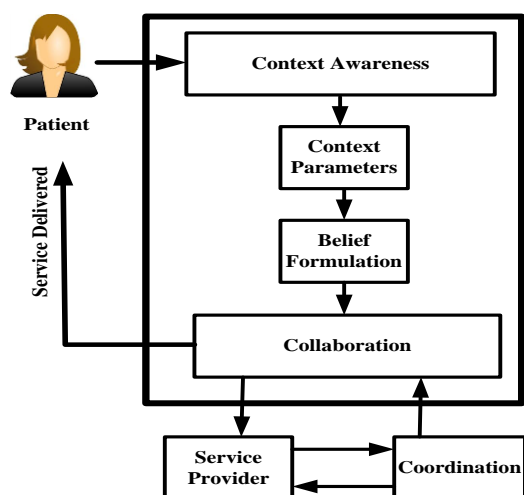 Context Awareness
Patient
Context
Parameters
Service Delivered
Belief
Formulation
Collaboration
Service
Provider
Coordination